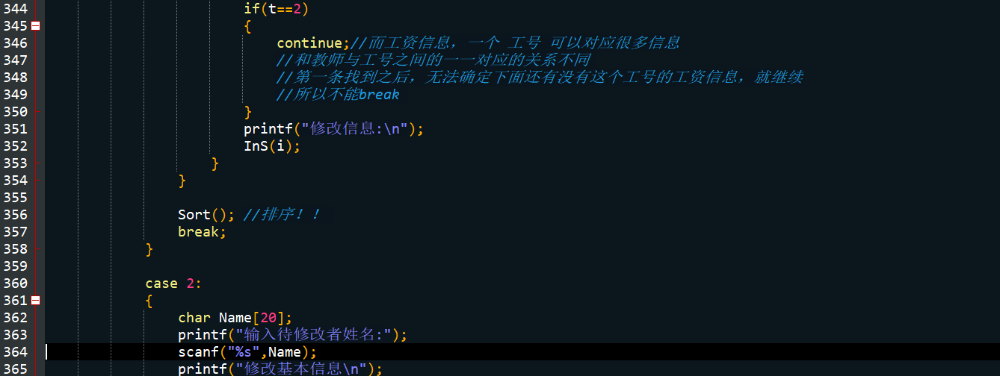 344 if(t==2)
345 {
346 continue;//而工资信息，一个 工号 可以对应很多信息
347 //和教师与工号之间的一一对应的关系不同
348 //第一条找到之后，无法确定下面还有没有这个工号的工资信息，就继续
349 //所以不能break
350 }
351 printf("修改信息:\n");
352 InS(i);
353 }
354 }
355
356 Sort(); //排序！！
357 break;
358 }
359
360 case 2:
361 {
362 char Name[20];
363 printf("输入待修改者姓名:");
364 scanf("%s",Name);
365 printf("修改基本信息\n");